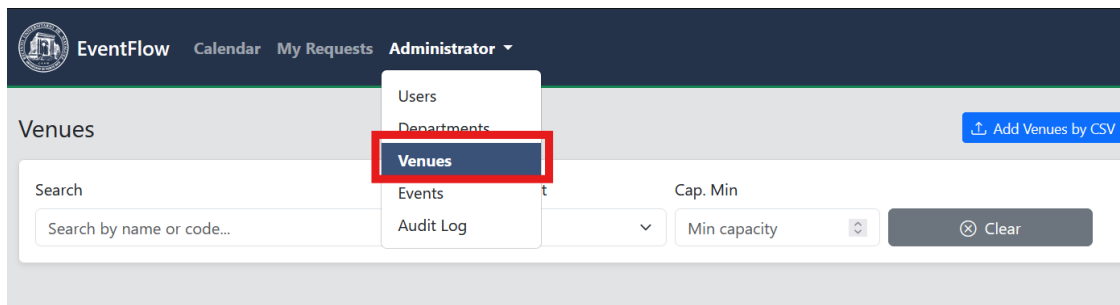 EventFlow Calendar My Requests Administrator
Users
Departments
Venues
Events
Audit Log
Venues
Add Venues by CSV
Search
t
Cap. Min
Search by name or code...
Min capacity
Clear